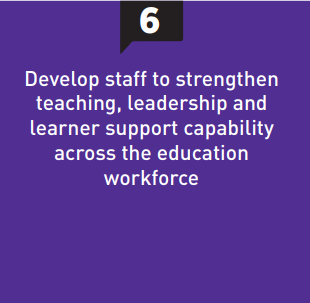 6
Develop staff to strengthen
teaching, leadership and
learner support capability
across the education
workforce